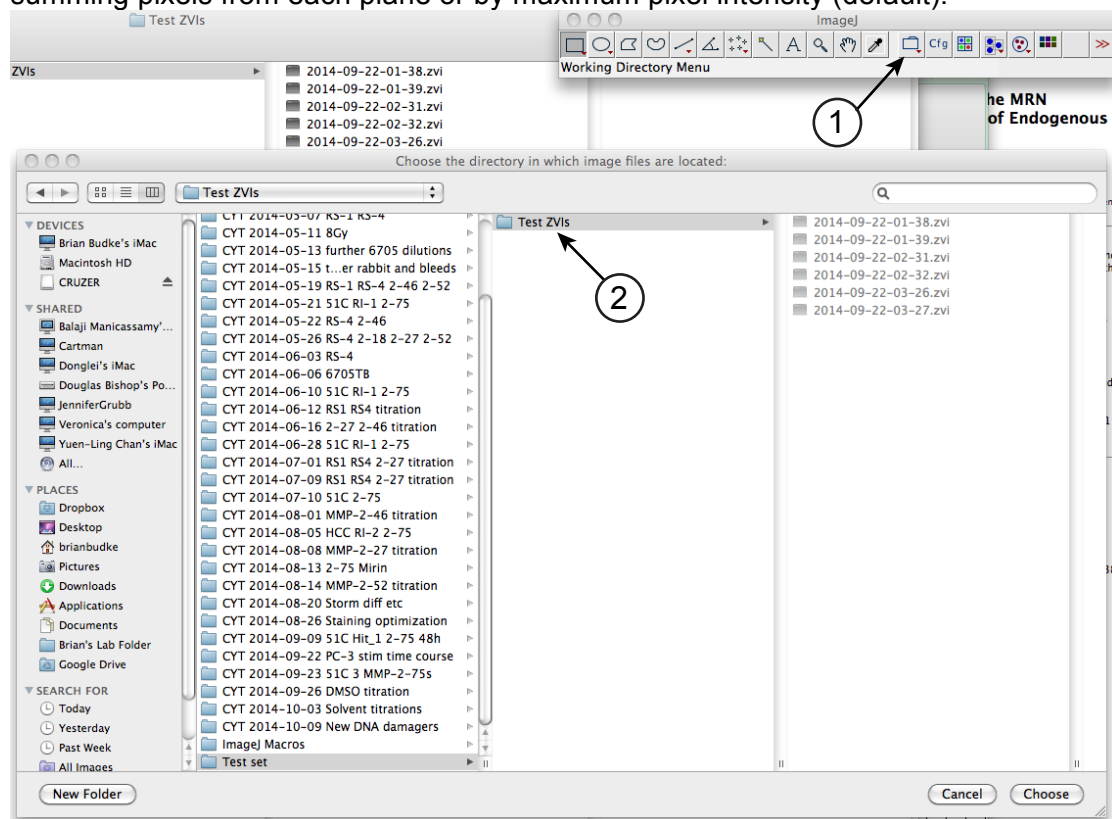 summing pixels from each plane or by maximum pixel intensity (default).
Test ZVIs
ImageJ
A
Cfg
>>
Working Directory Menu
ZVIs
2014-09-22-01-38.zvi
2014-09-22-01-39.zvi
2014-09-22-02-31.zvi
2014-09-22-02-32.zvi
2014-09-22-03-26.zvi
1
he MRN
of Endogenous
Choose the directory in which image files are located:
Test ZVIs
DEVICES
Brian Budke's iMac
Macintosh HD
CRUZER
SHARED
Balaji Manicassamy'...
Cartman
Donglei's iMac
Douglas Bishop's Po...
JenniferGrubb
Veronica's computer
Yuen-Ling Chan's iMac
All...
PLACES
Dropbox
Desktop
brianbudke
Pictures
Downloads
Applications
Documents
Brian's Lab Folder
Google Drive
SEARCH FOR
Today
Yesterday
Past Week
All Images
CYT 2014-05-07 RS-1 RS-4
CYT 2014-05-11 8Gy
CYT 2014-05-13 further 6705 dilutions
CYT 2014-05-15 t...er rabbit and bleeds
CYT 2014-05-19 RS-1 RS-4 2-46 2-52
CYT 2014-05-21 51C RI-1 2-75
CYT 2014-05-22 RS-4 2-46
CYT 2014-05-26 RS-4 2-18 2-27 2-52
CYT 2014-06-03 RS-4
CYT 2014-06-06 6705TB
CYT 2014-06-10 51C RI-1 2-75
CYT 2014-06-12 RS1 RS4 titration
CYT 2014-06-16 2-27 2-46 titration
CYT 2014-06-28 51C RI-1 2-75
CYT 2014-07-01 RS1 RS4 2-27 titration
CYT 2014-07-09 RS1 RS4 2-27 titration
CYT 2014-07-10 51C 2-75
CYT 2014-08-01 MMP-2-46 titration
CYT 2014-08-05 HCC RI-2 2-75
CYT 2014-08-08 MMP-2-27 titration
CYT 2014-08-13 2-75 Mirin
CYT 2014-08-14 MMP-2-52 titration
CYT 2014-08-20 Storm diff etc
CYT 2014-08-26 Staining optimization
CYT 2014-09-09 51C Hit_1 2-75 48h
CYT 2014-09-22 PC-3 stim time course
CYT 2014-09-23 51C 3 MMP-2-75s
CYT 2014-09-26 DMSO titration
CYT 2014-10-03 Solvent titrations
CYT 2014-10-09 New DNA damagers
ImageJ Macros
Test set
Test ZVIs
2
2014-09-22-01-38.zvi
2014-09-22-01-39.zvi
2014-09-22-02-31.zvi
2014-09-22-02-32.zvi
2014-09-22-03-26.zvi
2014-09-22-03-27.zvi
New Folder
Cancel
Choose